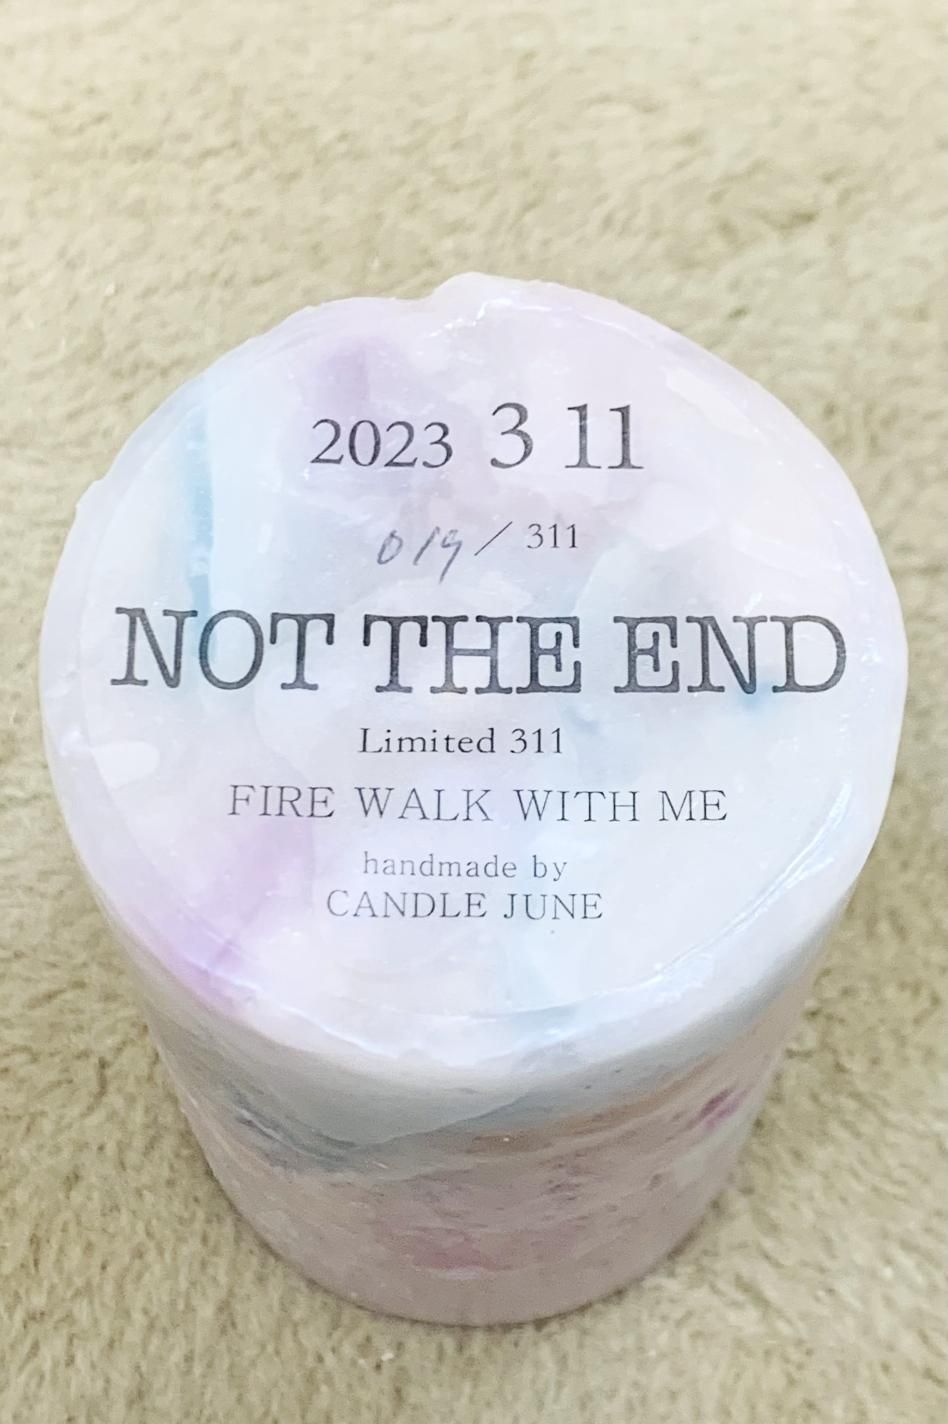 2023 3 11
019 / 311
NOT THE END
Limited 311
FIRE WALK WITH ME
handmade by
CANDLE JUNE